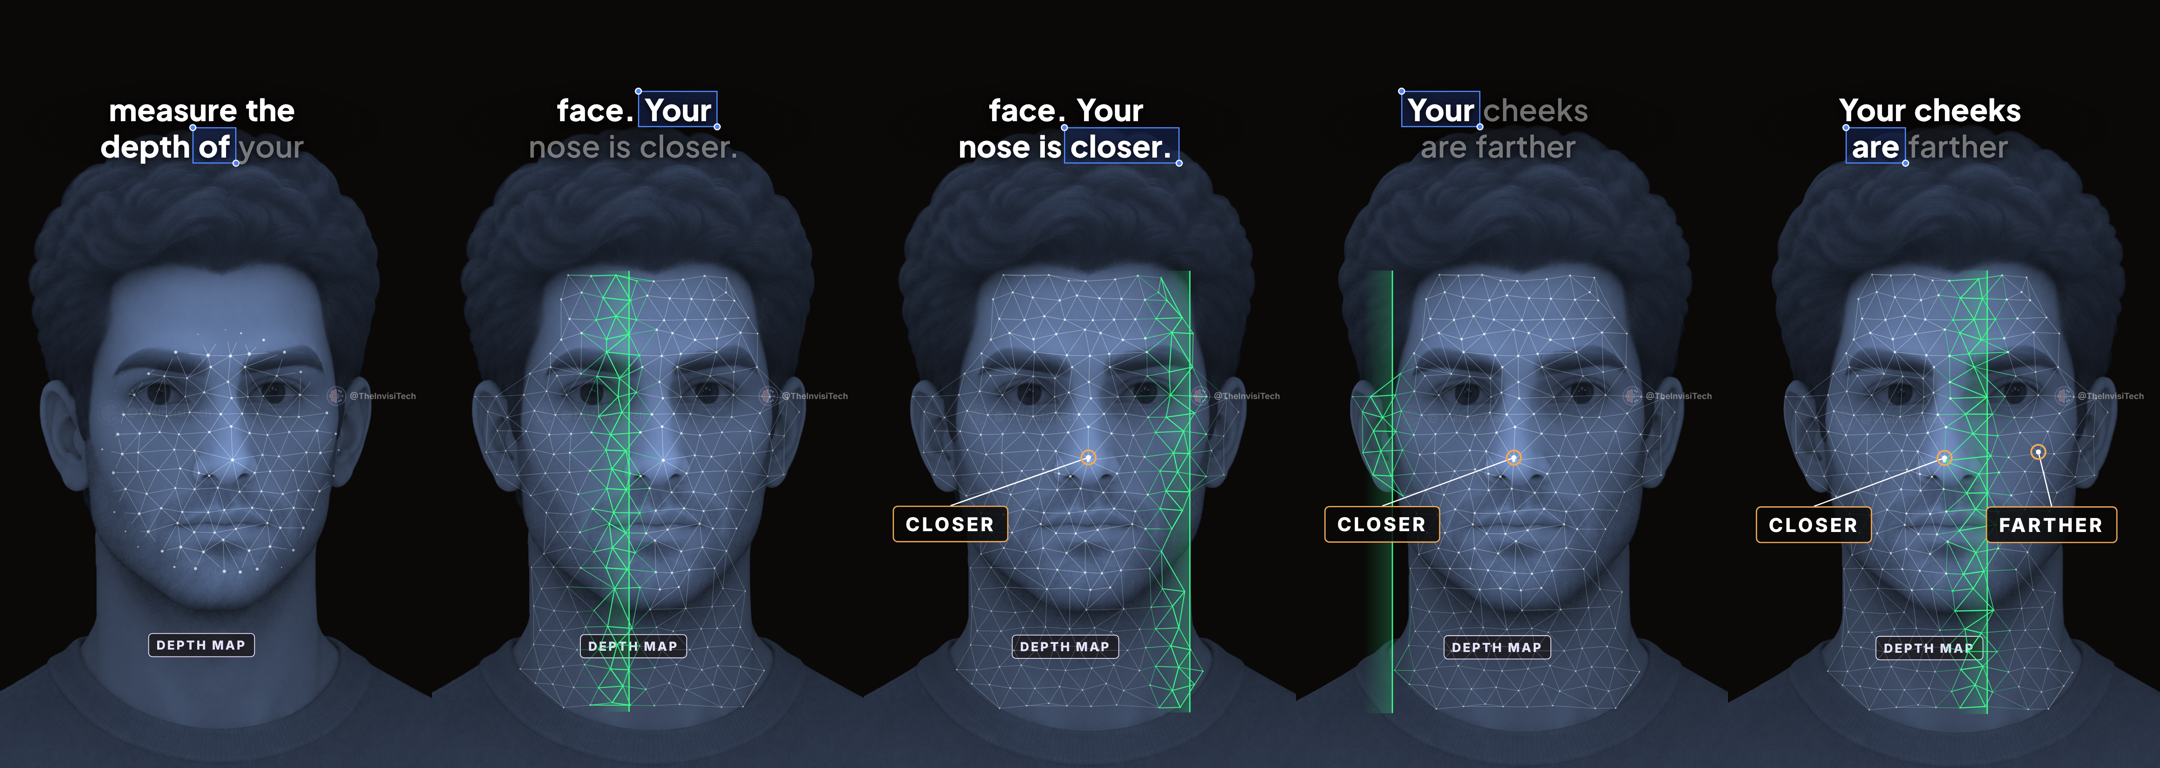 measure the
depth of your
@TheInvisiTech
DEPTH MAP
face. Your
nose is closer.
@TheInvisiTech
DEPTH MAP
face. Your
nose is closer.
@TheInvisiTech
CLOSER
DEPTH MAP
Your cheeks
are farther
@TheInvisiTech
CLOSER
DEPTH MAP
Your cheeks
are farther
@TheInvisiTech
CLOSER
FARTHER
DEPTH MAP